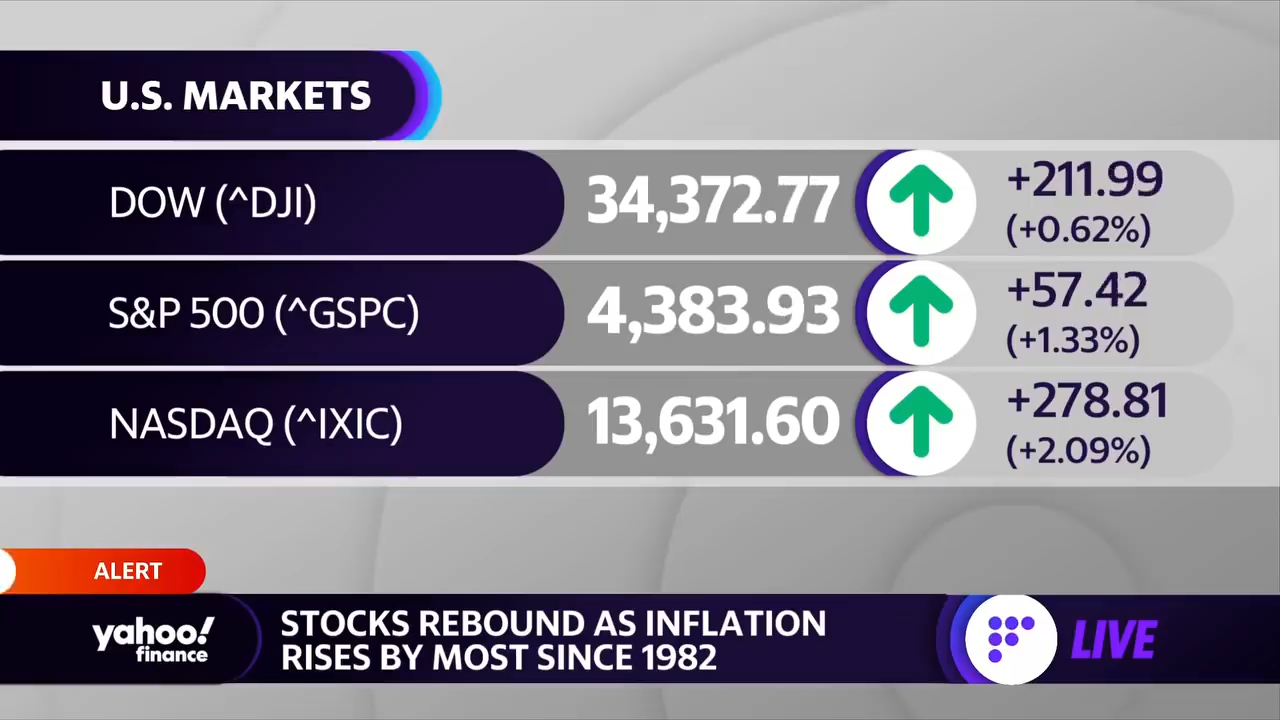 U.S. MARKETS
DOW (^DJI) 34,372.77 +211.99
(+0.62%)
S&P 500 (^GSPC) 4,383.93 +57.42
(+1.33%)
NASDAQ (^IXIC) 13,631.60 +278.81
(+2.09%)
ALERT
yahoo!
finance
STOCKS REBOUND AS INFLATION
RISES BY MOST SINCE 1982
LIVE